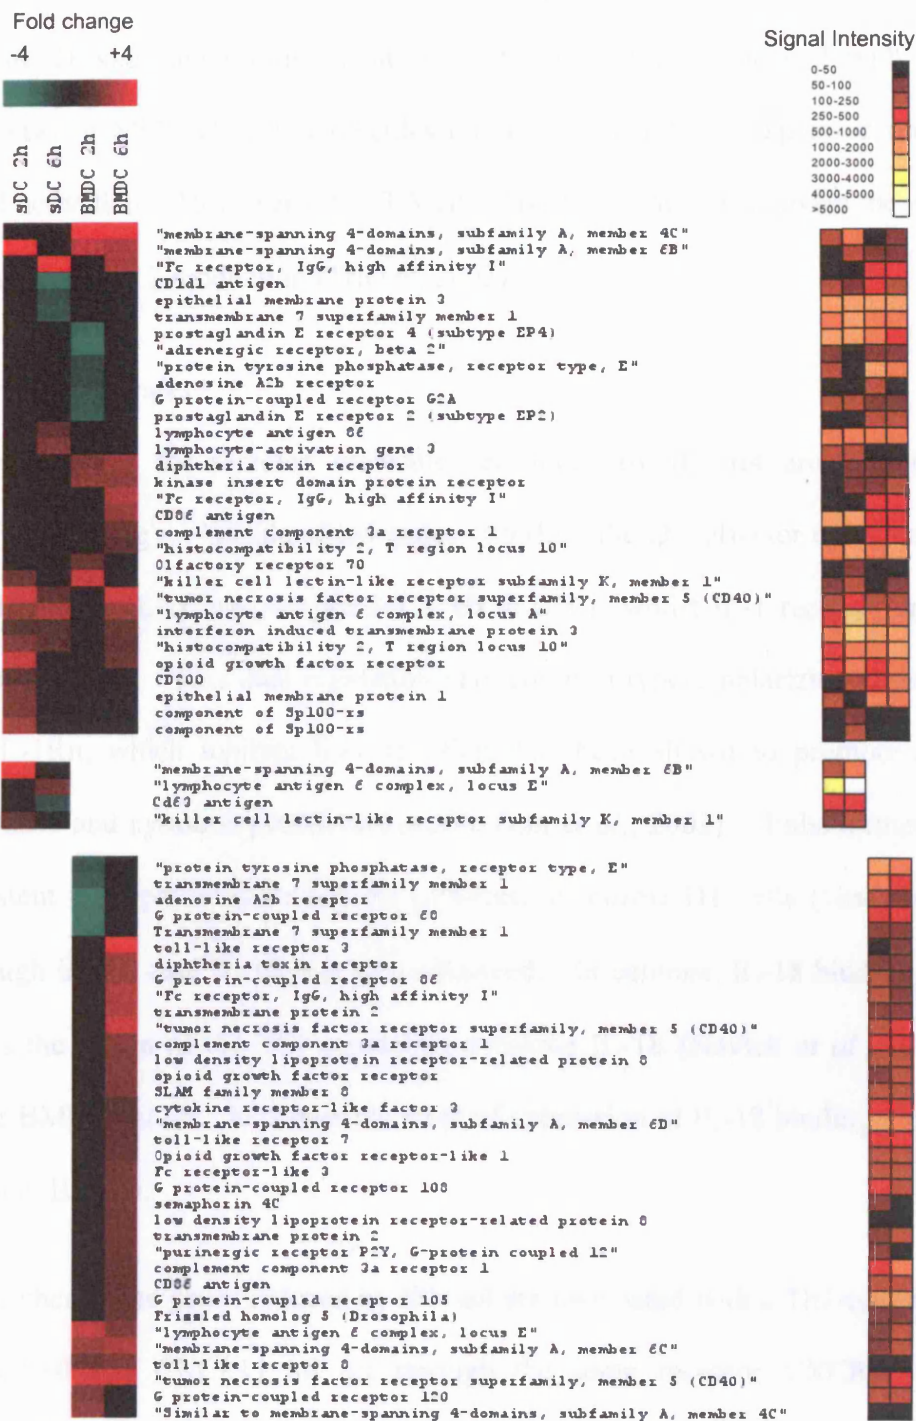 Fold change
-4 +4
sDC 2h
sDC 6h
BMDC 2h
BMDC 6h
Signal Intensity
0-50
50-100
100-250
250-500
500-1000
1000-2000
2000-3000
3000-4000
4000-5000
>5000
"membrane-spanning 4-domains, subfamily A, member 4C"
"membrane-spanning 4-domains, subfamily A, member 6B"
"Fc receptor, IgG, high affinity I"
CD1d1 antigen
epithelial membrane protein 3
transmembrane 7 superfamily member 1
prostaglandin E receptor 4 (subtype EP4)
"adrenergic receptor, beta 2"
"protein tyrosine phosphatase, receptor type, E"
adenosine A2b receptor
G protein-coupled receptor G2A
prostaglandin E receptor 2 (subtype EP2)
lymphocyte antigen 86
lymphocyte-activation gene 3
diphtheria toxin receptor
kinase insert domain protein receptor
"Fc receptor, IgG, high affinity I"
CD86 antigen
complement component 3a receptor 1
"histocompatibility 2, T region locus 10"
Olfactory receptor 70
"killer cell lectin-like receptor subfamily K, member 1"
"tumor necrosis factor receptor superfamily, member 5 (CD40)"
"lymphocyte antigen 6 complex, locus A"
interferon induced transmembrane protein 3
"histocompatibility 2, T region locus 10"
opioid growth factor receptor
CD200
epithelial membrane protein 1
component of Sp100-rs
component of Sp100-rs
"membrane-spanning 4-domains, subfamily A, member 6B"
"lymphocyte antigen 6 complex, locus E"
Cd63 antigen
"killer cell lectin-like receptor subfamily K, member 1"
"protein tyrosine phosphatase, receptor type, E"
transmembrane 7 superfamily member 1
adenosine A2b receptor
G protein-coupled receptor 68
Transmembrane 7 superfamily member 1
toll-like receptor 3
diphtheria toxin receptor
G protein-coupled receptor 86
"Fc receptor, IgG, high affinity I"
transmembrane protein 2
"tumor necrosis factor receptor superfamily, member 5 (CD40)"
complement component 3a receptor 1
low density lipoprotein receptor-related protein 8
opioid growth factor receptor
SLAM family member 8
cytokine receptor-like factor 3
"membrane-spanning 4-domains, subfamily A, member 6D"
toll-like receptor 7
Opioid growth factor receptor-like 1
Fc receptor-like 3
G protein-coupled receptor 108
semaphorin 4C
low density lipoprotein receptor-related protein 8
transmembrane protein 2
"purinergic receptor P2Y, G-protein coupled 12"
complement component 3a receptor 1
CD86 antigen
G protein-coupled receptor 105
Frizzled homolog 5 (Drosophila)
"lymphocyte antigen 6 complex, locus E"
"membrane-spanning 4-domains, subfamily A, member 6C"
toll-like receptor 8
"tumor necrosis factor receptor superfamily, member 5 (CD40)"
G protein-coupled receptor 120
"Similar to membrane-spanning 4-domains, subfamily A, member 4C"